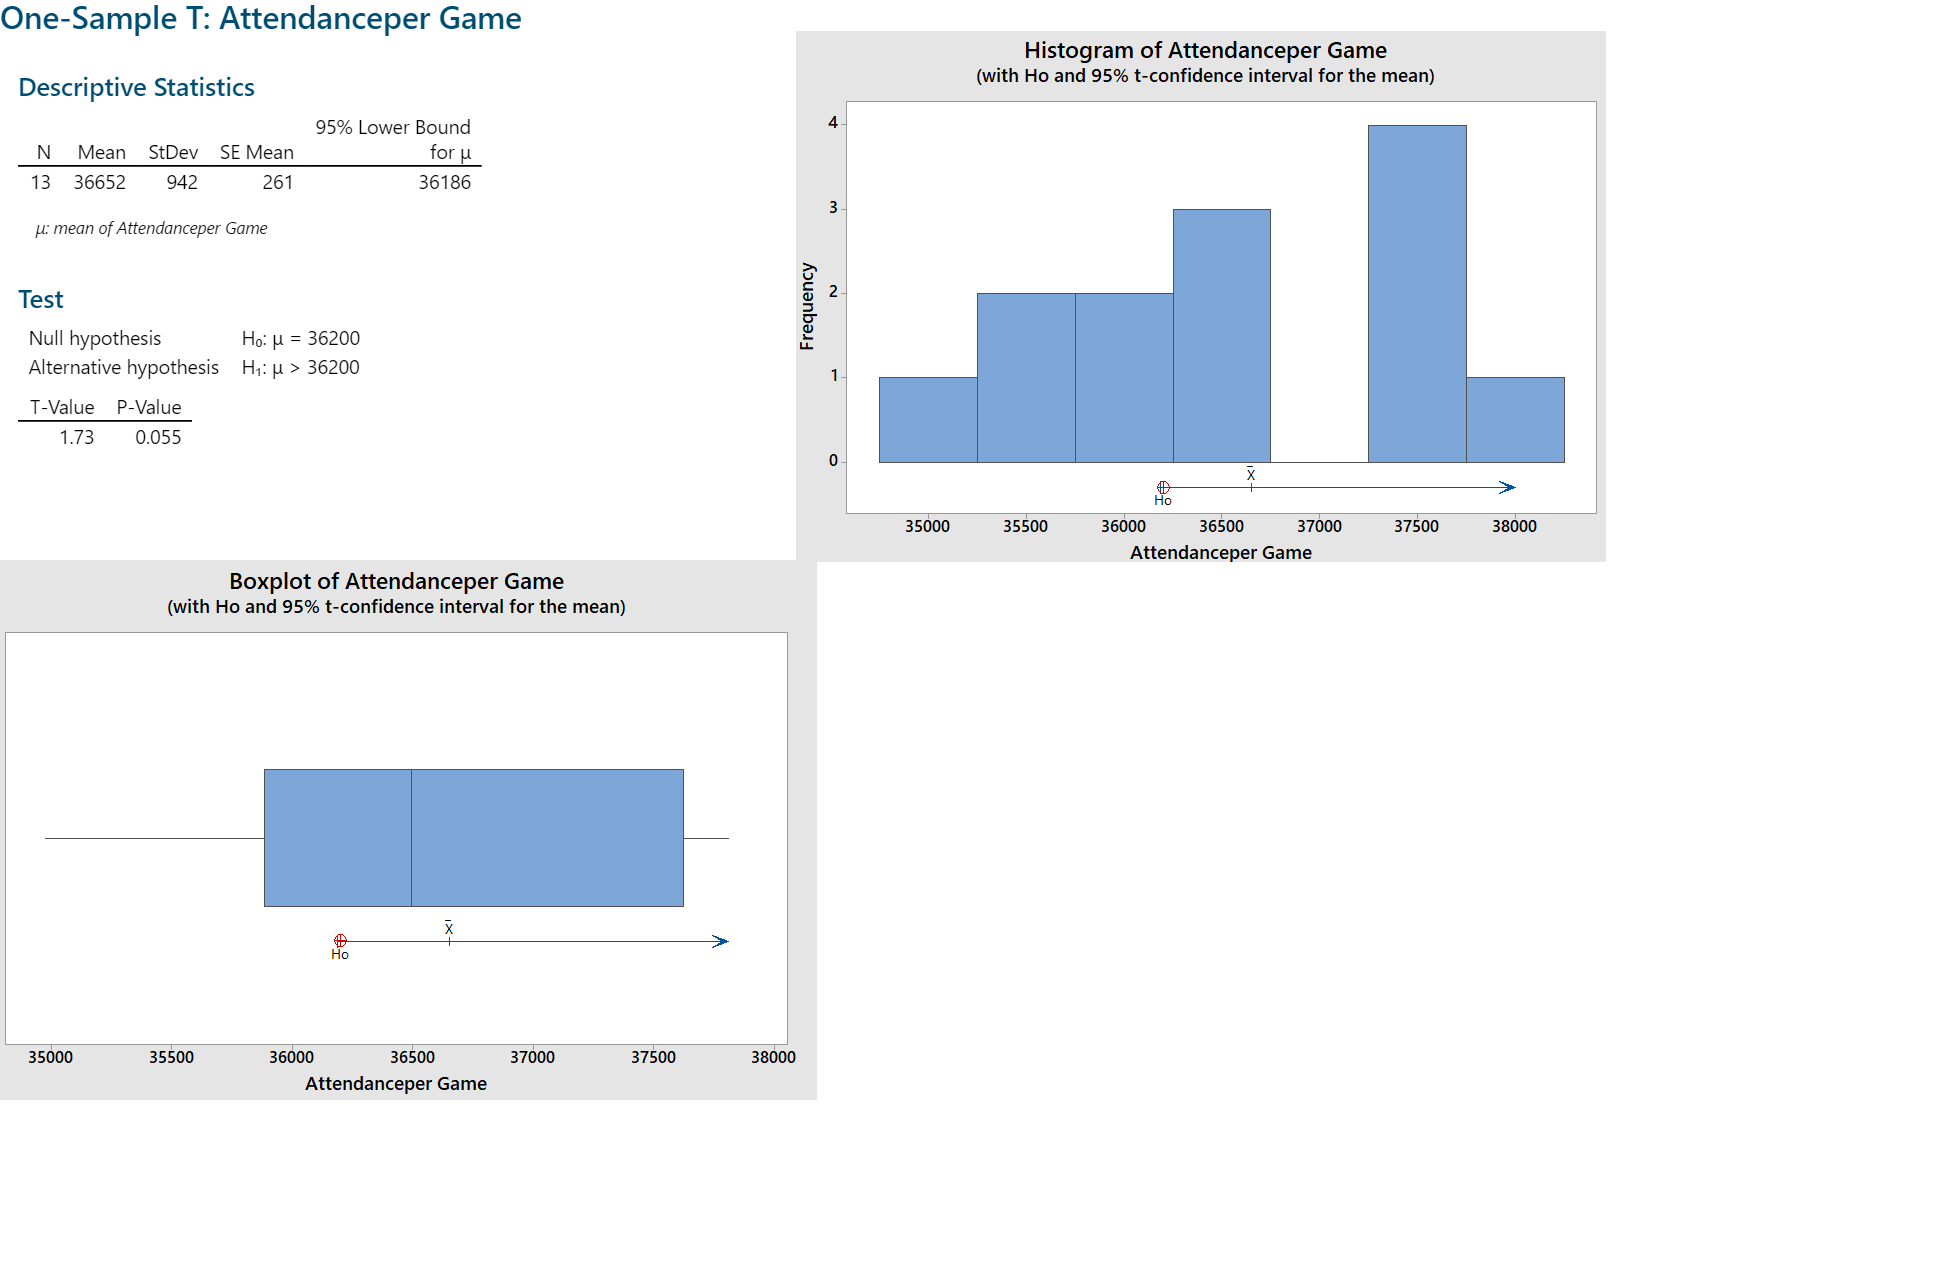 One-Sample T: Attendanceper Game
Descriptive Statistics
95% Lower Bound
N Mean StDev SE Mean for μ
13 36652 942 261 36186
μ: mean of Attendanceper Game
Test
Null hypothesis H₀: μ = 36200
Alternative hypothesis H₁: μ > 36200
T-Value P-Value
1.73 0.055
Histogram of Attendanceper Game
(with Ho and 95% t-confidence interval for the mean)
Frequency
4
3
2
1
0
X̄
Ho
35000 35500 36000 36500 37000 37500 38000
Attendanceper Game
Boxplot of Attendanceper Game
(with Ho and 95% t-confidence interval for the mean)
X̄
Ho
35000 35500 36000 36500 37000 37500 38000
Attendanceper Game